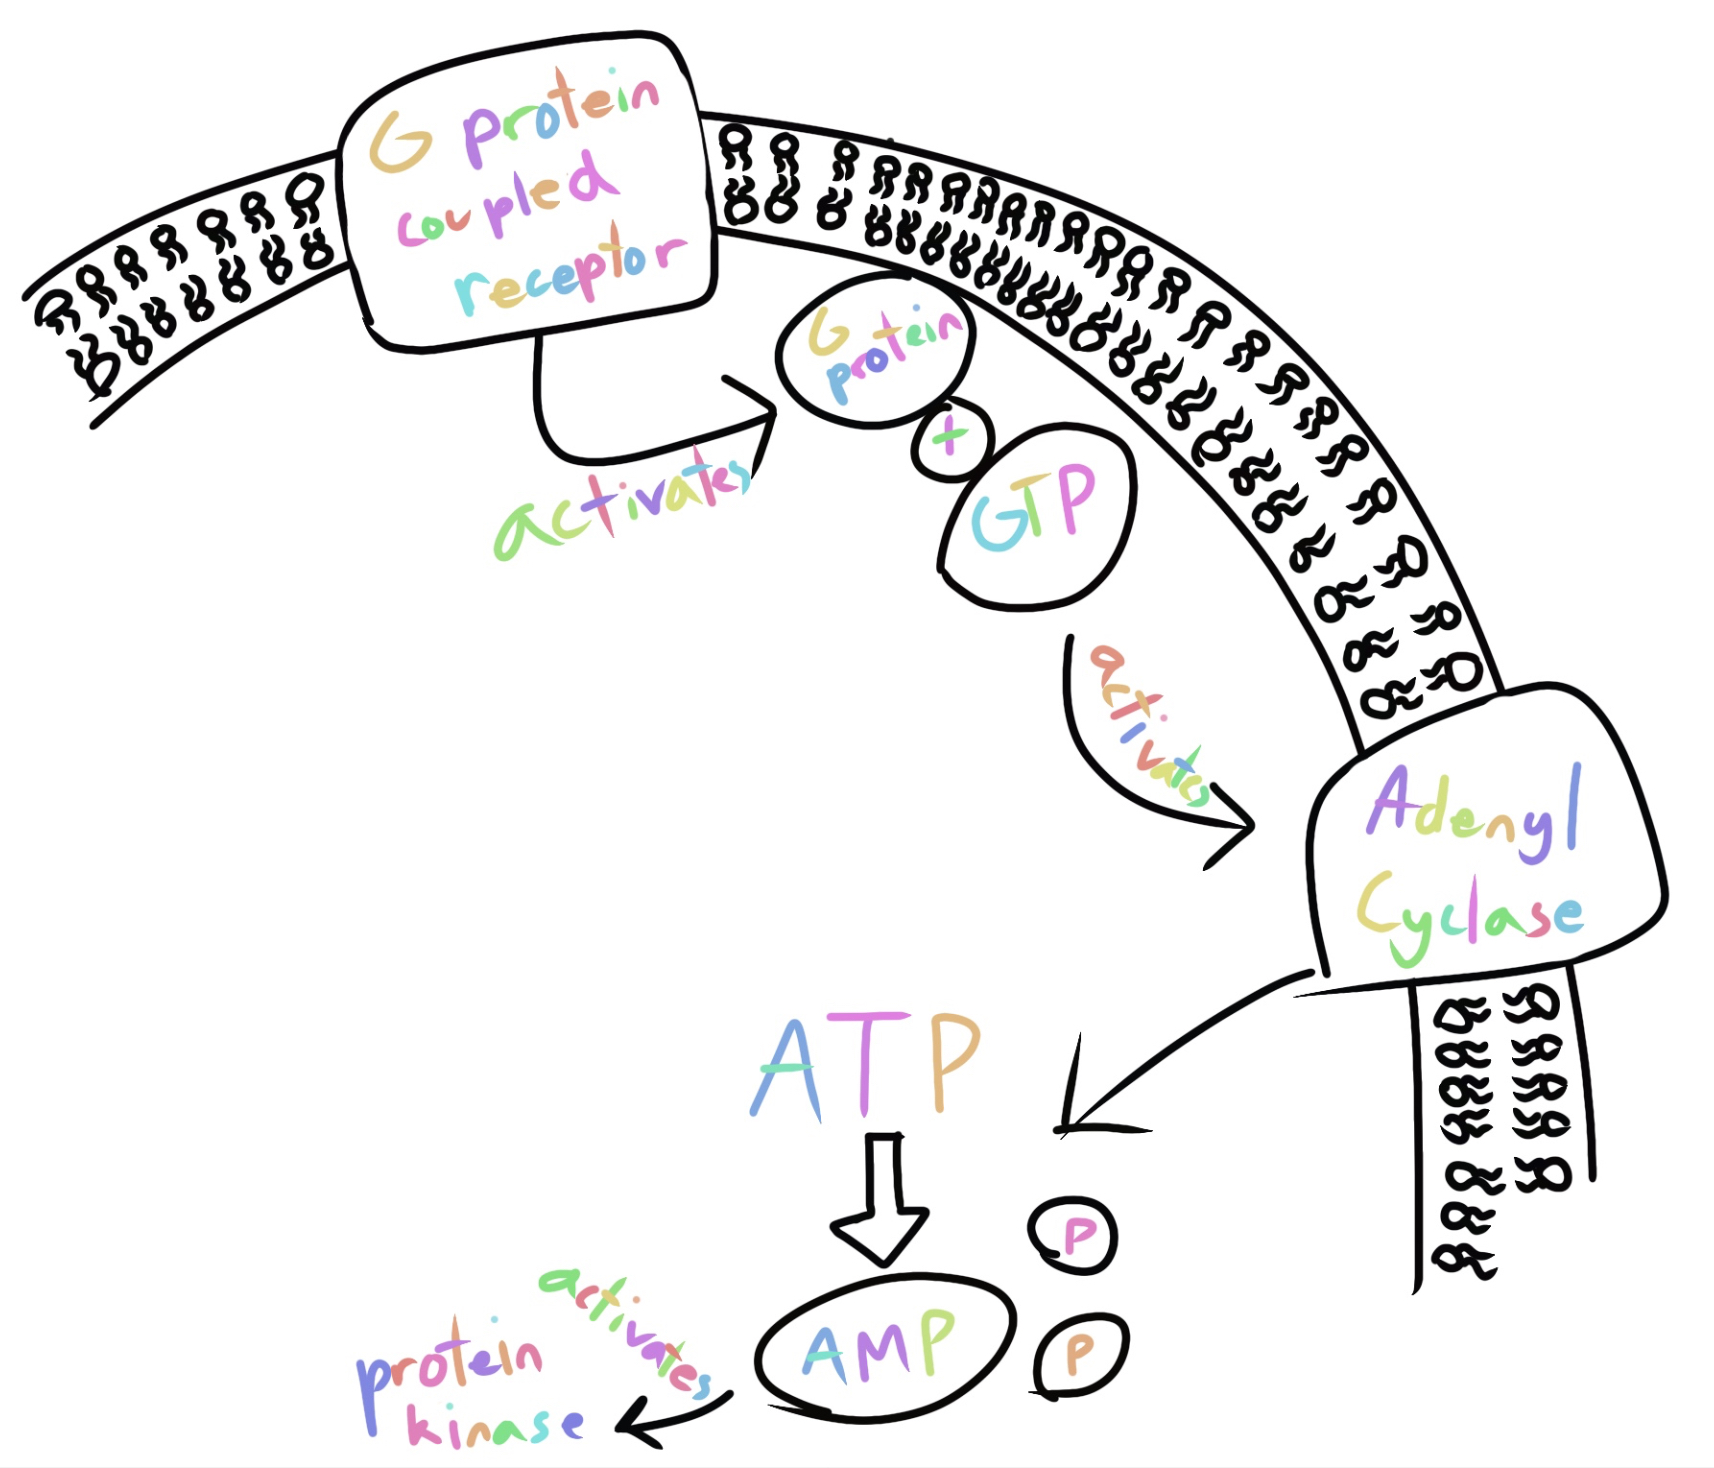 G protein
coupled
receptor
G
protein
+
GTP
activates
activates
Adenyl
Cyclase
ATP
P
AMP
P
activates
protein
kinase